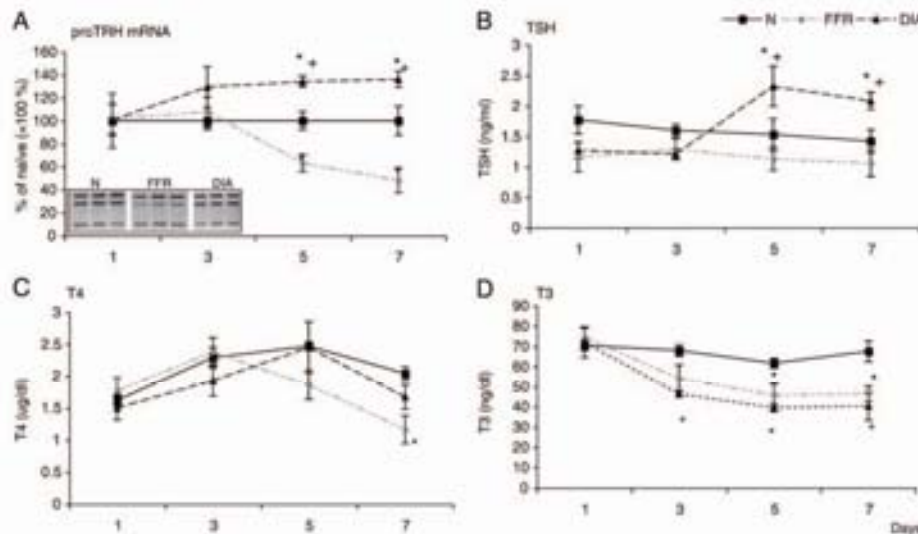 A
proTRH mRNA
% of naïve (×100 %)
160
140
120
100
80
60
40
20
0
* +
*+
N FFR DIA
1 3 5 7
B
TSH
N FFR DIA
TSH (ng/ml)
3
2.5
2
1.5
1
0.5
0
* +
* +
1 3 5 7
C
T4
T4 (ug/dl)
3
2.5
2
1.5
1
0.5
0
*
1 3 5 7
D
T3
T3 (ng/dl)
90
80
70
60
50
40
30
20
10
0
1 3 5 7
Days